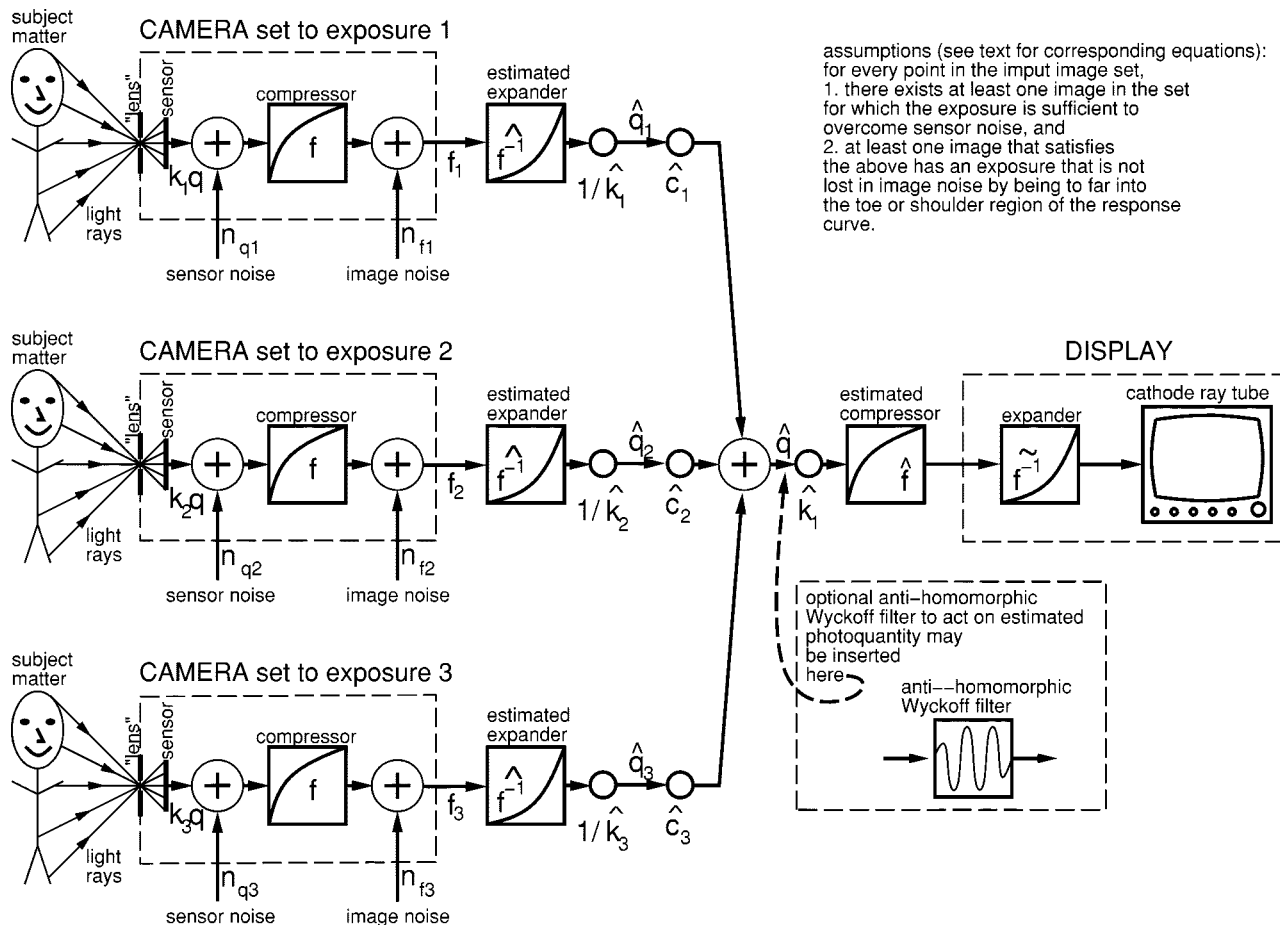 subject
matter
CAMERA set to exposure 1
"lens"
sensor
compressor
f
estimated
expander
f̂⁻¹
k₁q
f₁
1/k̂₁
q̂₁
ĉ₁
light
rays
n_q1
sensor noise
n_f1
image noise
assumptions (see text for corresponding equations):
for every point in the imput image set,
1. there exists at least one image in the set
for which the exposure is sufficient to
overcome sensor noise, and
2. at least one image that satisfies
the above has an exposure that is not
lost in image noise by being to far into
the toe or shoulder region of the response
curve.
subject
matter
CAMERA set to exposure 2
"lens"
sensor
compressor
f
estimated
expander
f̂⁻¹
k₂q
f₂
1/k̂₂
q̂₂
ĉ₂
light
rays
n_q2
sensor noise
n_f2
image noise
q̂
k̂₁
estimated
compressor
f̂
DISPLAY
expander
f̃⁻¹
cathode ray tube
optional anti-homomorphic
Wyckoff filter to act on estimated
photoquantity may
be inserted
here
anti--homomorphic
Wyckoff filter
subject
matter
CAMERA set to exposure 3
"lens"
sensor
compressor
f
estimated
expander
f̂⁻¹
k₃q
f₃
1/k̂₃
q̂₃
ĉ₃
light
rays
n_q3
sensor noise
n_f3
image noise